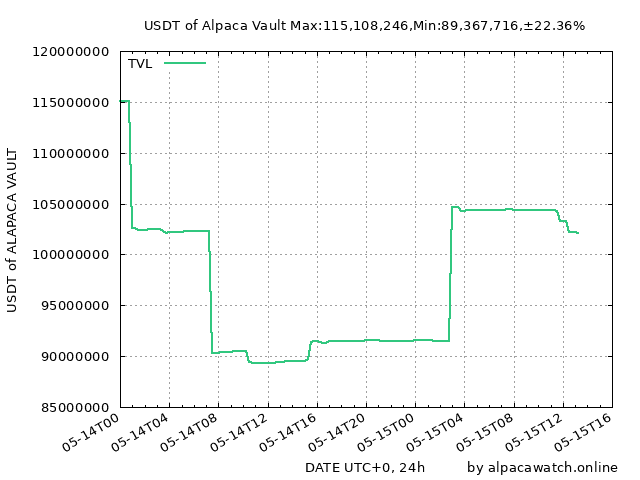 USDT of Alpaca Vault Max:115,108,246,Min:89,367,716,±22.36%
TVL
120000000
115000000
110000000
105000000
100000000
95000000
90000000
85000000
USDT of ALAPACA VAULT
05-14T00
05-14T04
05-14T08
05-14T12
05-14T16
05-14T20
05-15T00
05-15T04
05-15T08
05-15T12
05-15T16
DATE UTC+0, 24h
by alpacawatch.online